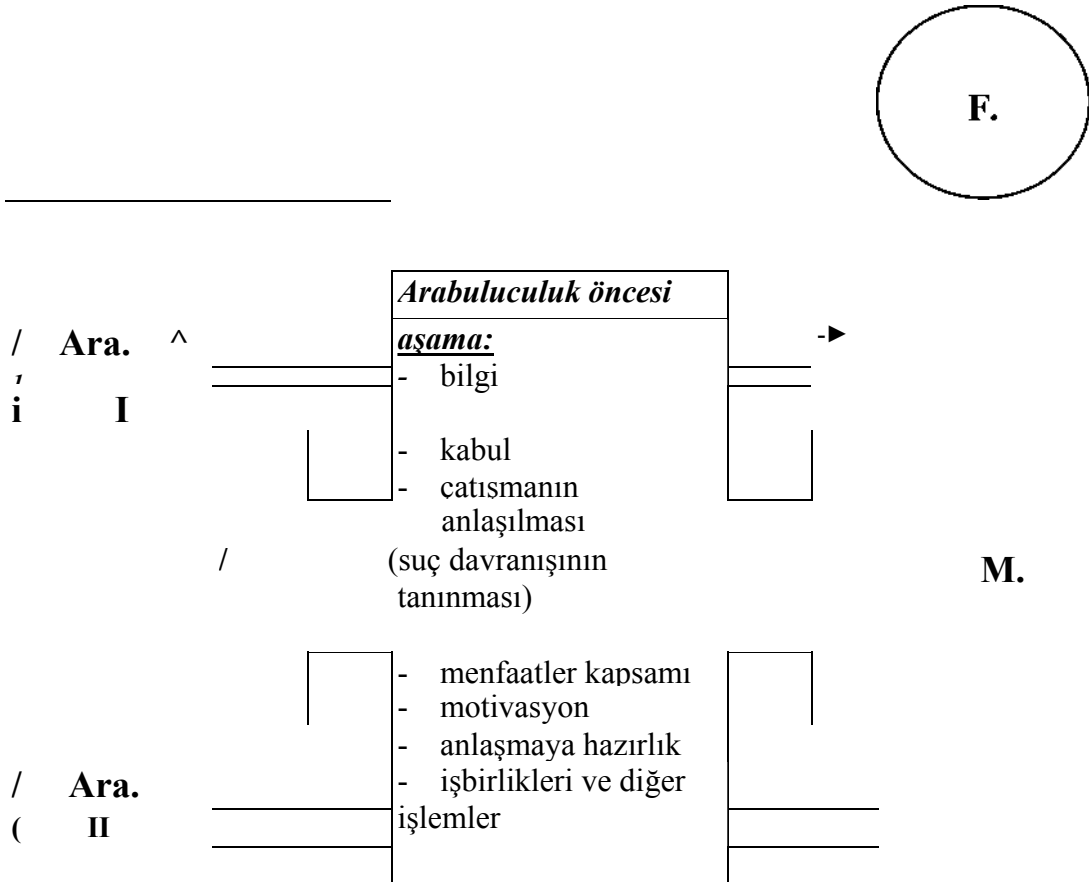 F.
Arabuluculuk öncesi
/ Ara. ^
aşama:
-►
- bilgi
i I
- kabul
- çatışmanın
anlaşılması
/ (suç davranışının
M.
tanınması)
- menfaatler kapsamı
- motivasyon
- anlaşmaya hazırlık
/ Ara.
- işbirlikleri ve diğer
( II
işlemler